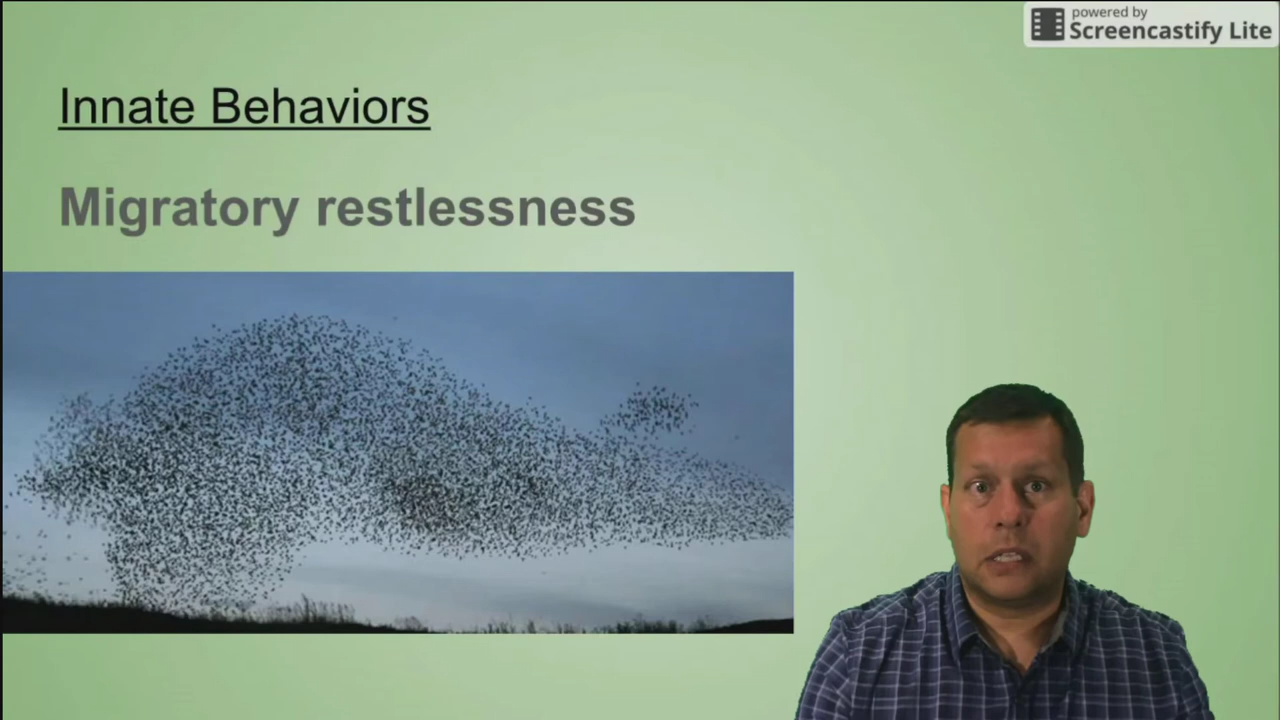 powered by
Screencastify Lite
Innate Behaviors
Migratory restlessness